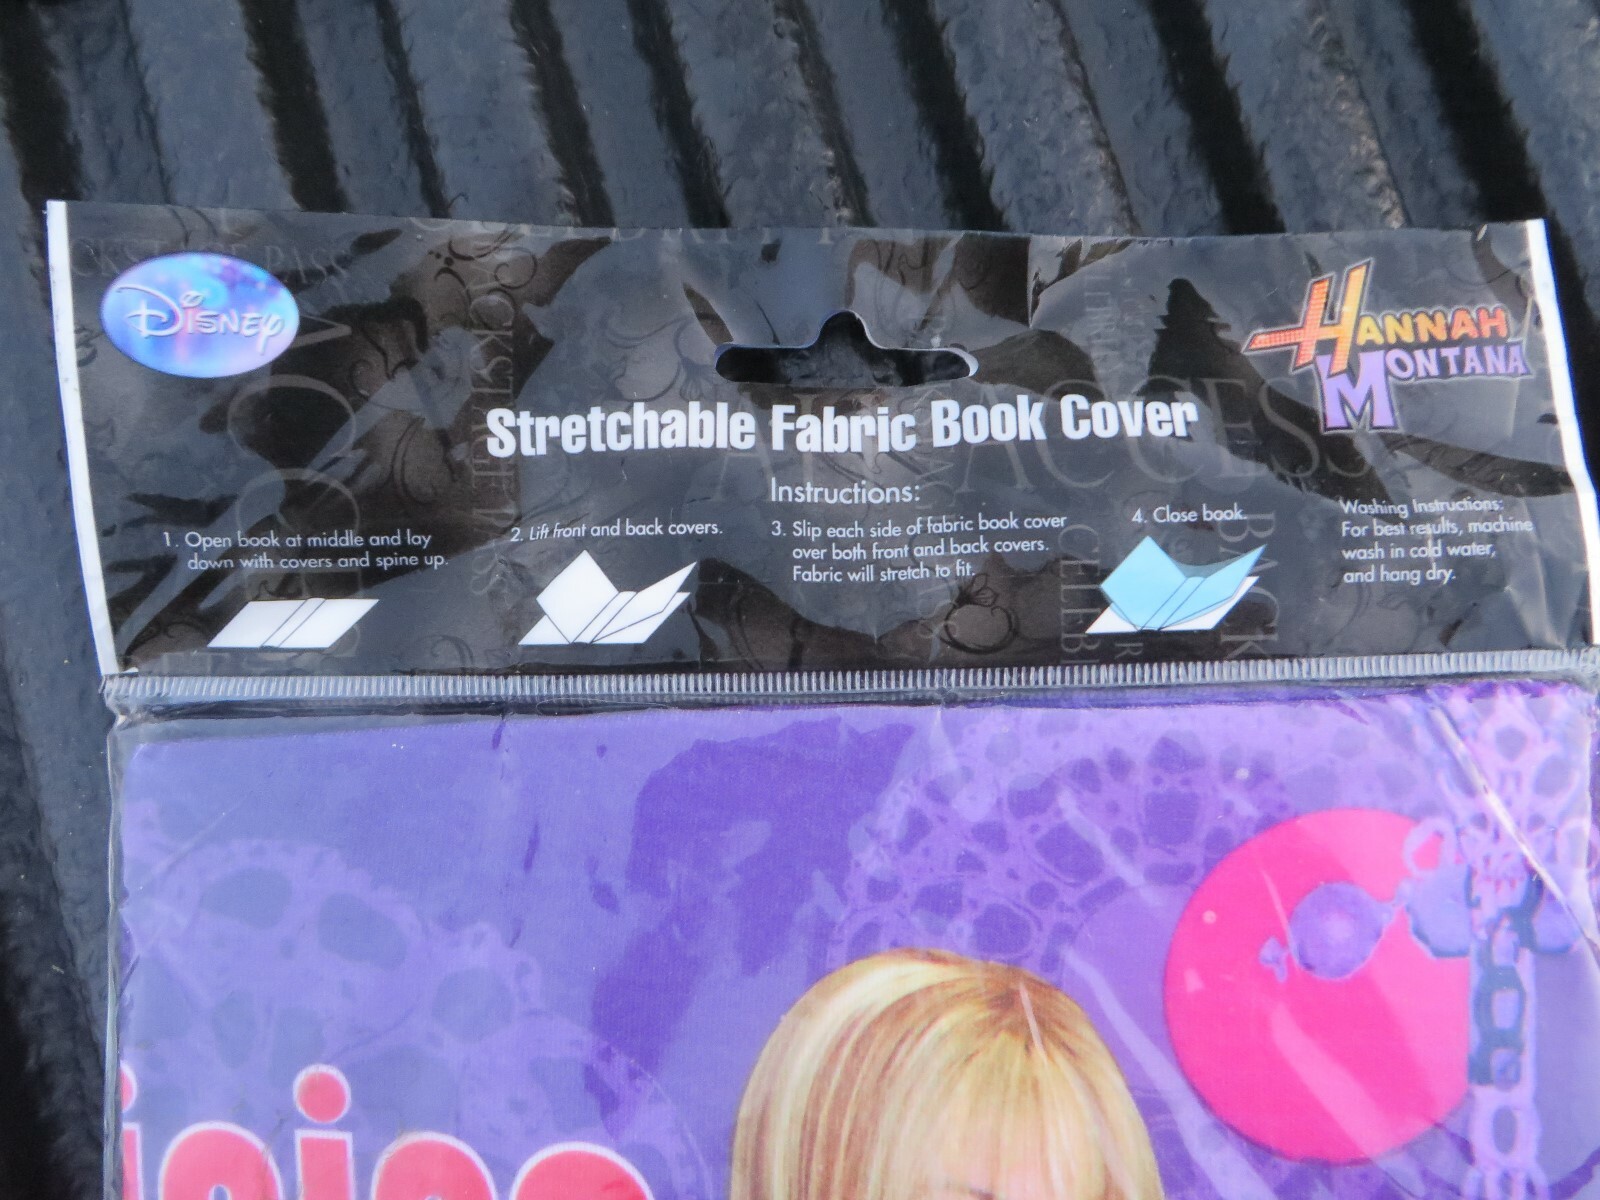 Disney
HANNAH
MONTANA
Stretchable Fabric Book Cover
Instructions:
1. Open book at middle and lay
down with covers and spine up.
2. Lift front and back covers.
3. Slip each side of fabric book cover
over both front and back covers.
Fabric will stretch to fit.
4. Close book.
Washing Instructions:
For best results, machine
wash in cold water,
and hang dry.
ALL ACCESS